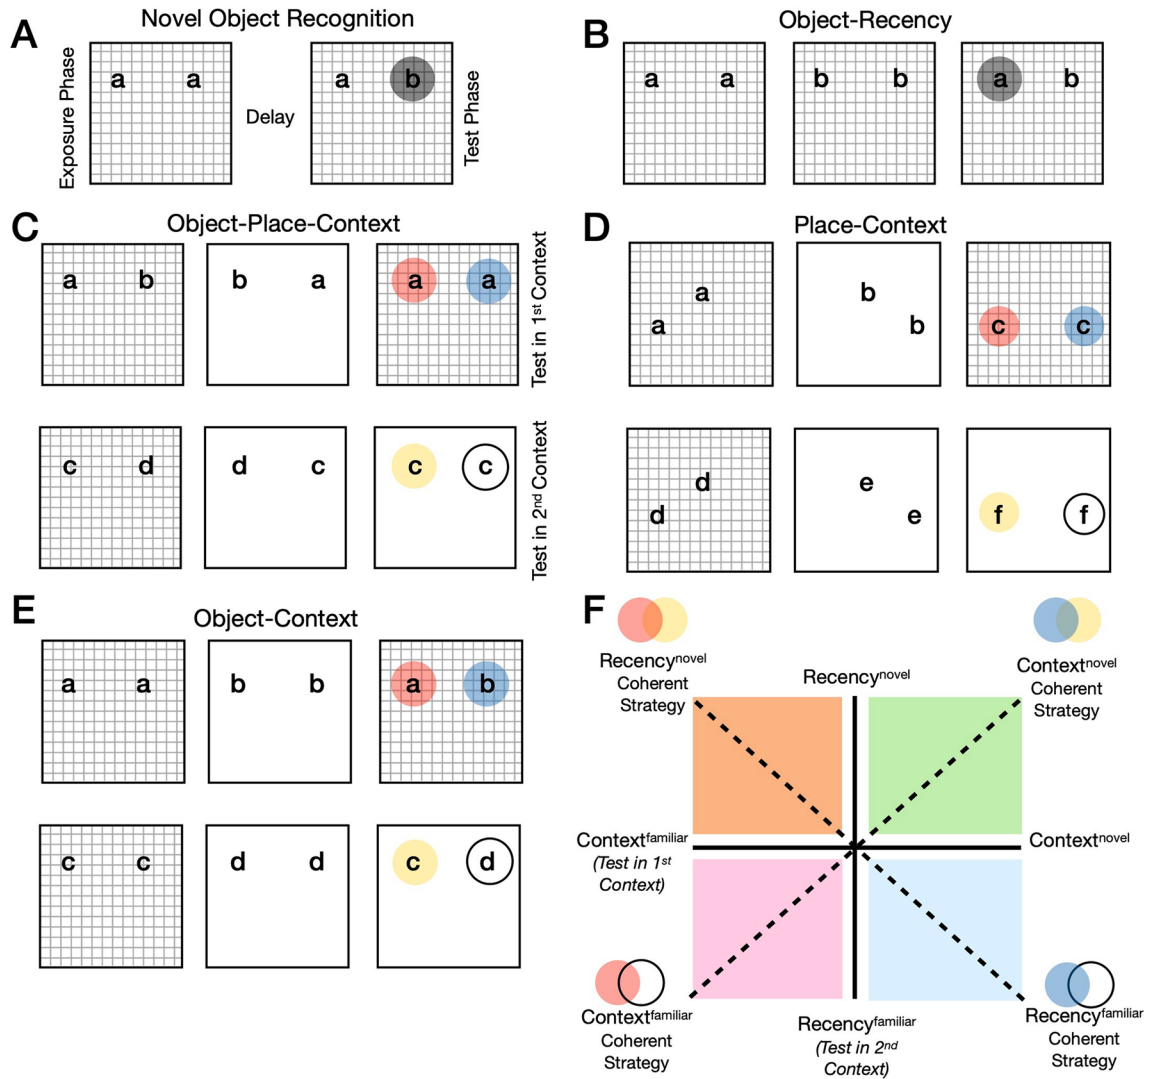 A
Novel Object Recognition
Exposure Phase
a a
Delay
a b
Test Phase
B
Object-Recency
a a
b b
a b
C
Object-Place-Context
a b
b a
a a
Test in 1st Context
c d
d c
c c
Test in 2nd Context
D
Place-Context
a
a
b
b
c c
d
d
e
e
f f
E
Object-Context
a a
b b
a b
c c
d d
c d
F
Recencynovel
Coherent
Strategy
Recencynovel
Contextnovel
Coherent
Strategy
Contextfamiliar
(Test in 1st
Context)
Contextnovel
Contextfamiliar
Coherent
Strategy
Recencyfamiliar
(Test in 2nd
Context)
Recencyfamiliar
Coherent
Strategy